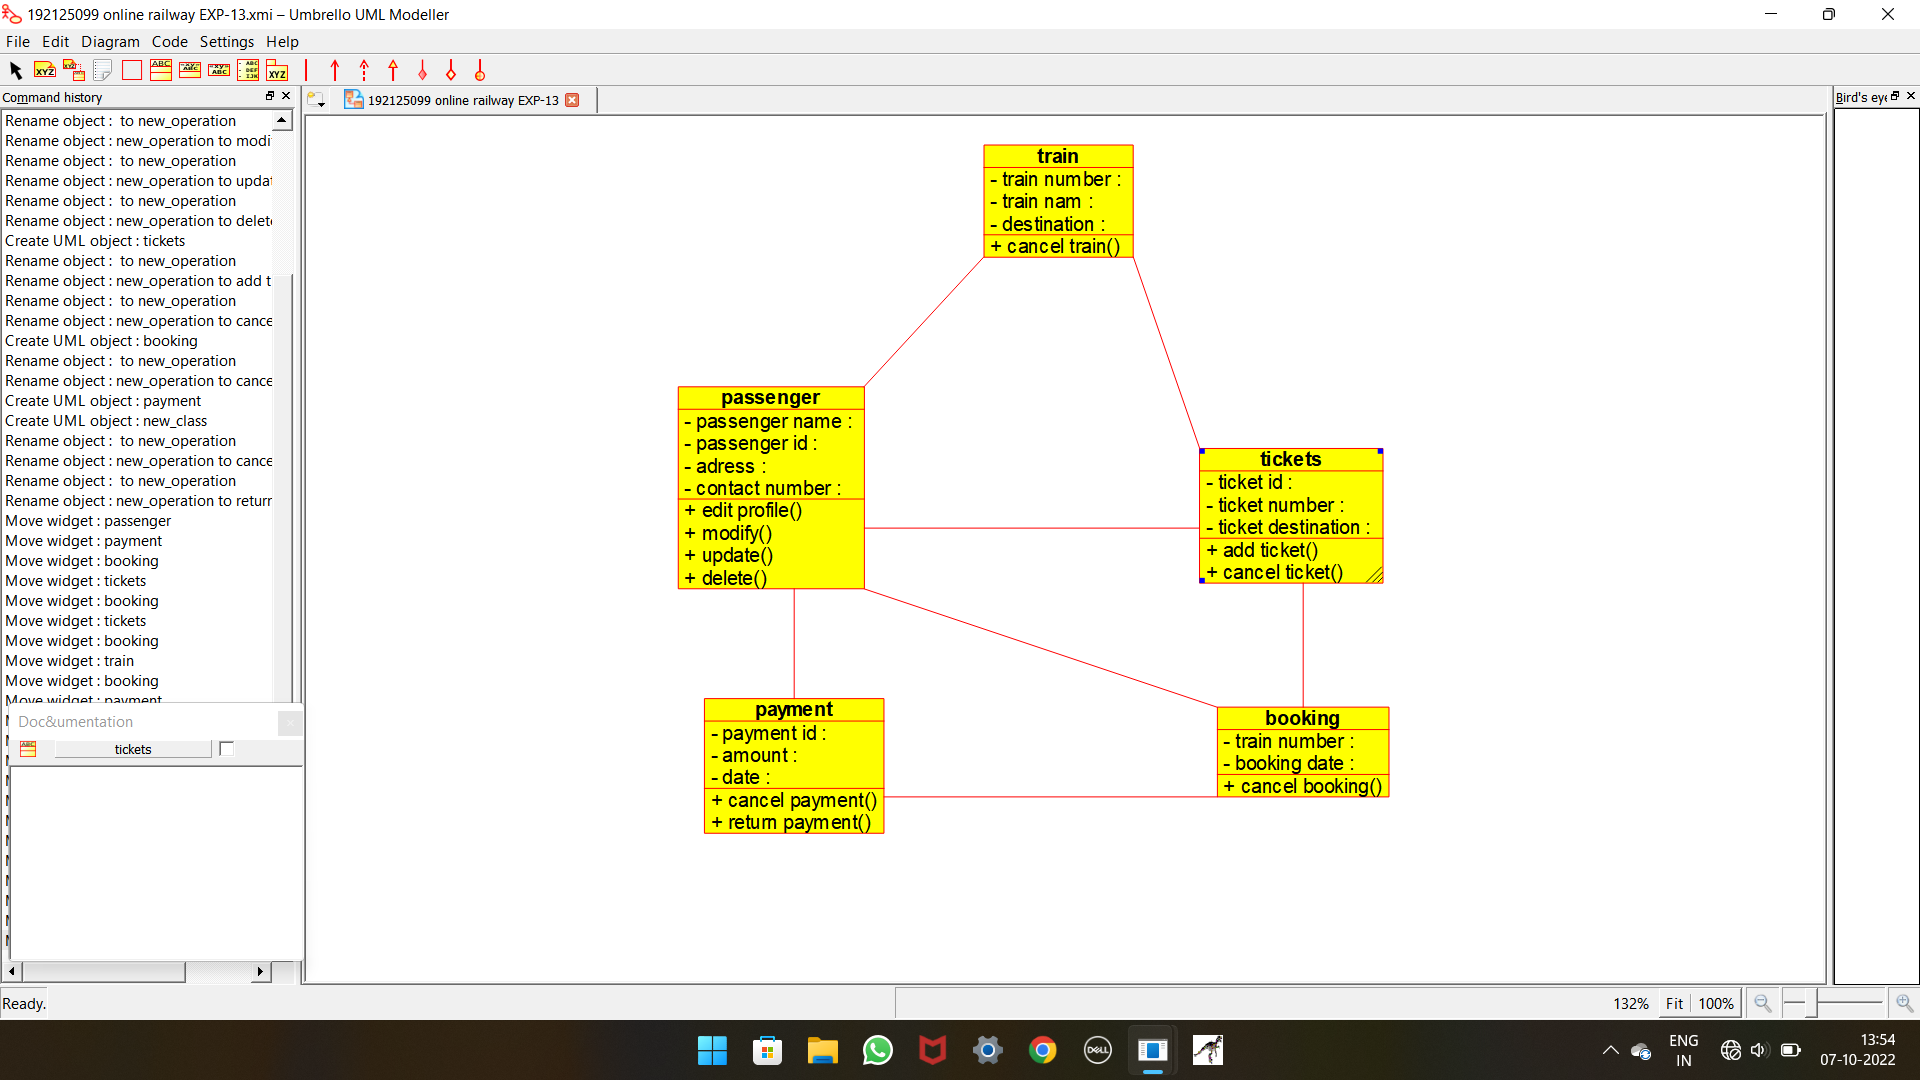 192125099 online railway EXP-13.xmi – Umbrello UML Modeller
File Edit Diagram Code Settings Help
Command history
192125099 online railway EXP-13
Bird's eye
Rename object : to new_operation
Rename object : new_operation to modi
Rename object : to new_operation
Rename object : new_operation to updat
Rename object : to new_operation
Rename object : new_operation to delete
Create UML object : tickets
Rename object : to new_operation
Rename object : new_operation to add t
Rename object : to new_operation
Rename object : new_operation to cance
Create UML object : booking
Rename object : to new_operation
Rename object : new_operation to cance
Create UML object : payment
Create UML object : new_class
Rename object : to new_operation
Rename object : new_operation to cance
Rename object : to new_operation
Rename object : new_operation to return
Move widget : passenger
Move widget : payment
Move widget : booking
Move widget : tickets
Move widget : booking
Move widget : tickets
Move widget : booking
Move widget : train
Move widget : booking
Move widget : payment
Doc&umentation
tickets
train
- train number :
- train nam :
- destination :
+ cancel train()
passenger
- passenger name :
- passenger id :
- adress :
- contact number :
+ edit profile()
+ modify()
+ update()
+ delete()
tickets
- ticket id :
- ticket number :
- ticket destination :
+ add ticket()
+ cancel ticket()
payment
- payment id :
- amount :
- date :
+ cancel payment()
+ return payment()
booking
- train number :
- booking date :
+ cancel booking()
Ready.
132% Fit 100%
DELL
ENG
IN
13:54
07-10-2022